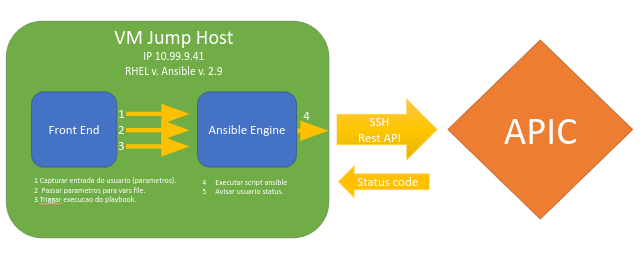 VM Jump Host
IP 10.99.9.41
RHEL v. Ansible v. 2.9
Front End
1
2
3
Ansible Engine
4
SSH
Rest API
Status code
APIC
1 Capturar entrada do usuario (parametros).
2 Passar parametros para vars file.
3 execucao do playbook.
4 Executar script ansible
5 Avisar usuario status.